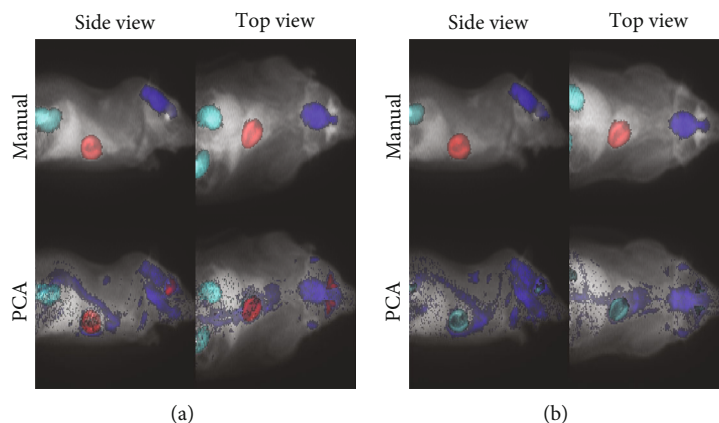 Side view Top view Side view Top view
Manual Manual
PCA PCA
(a) (b)